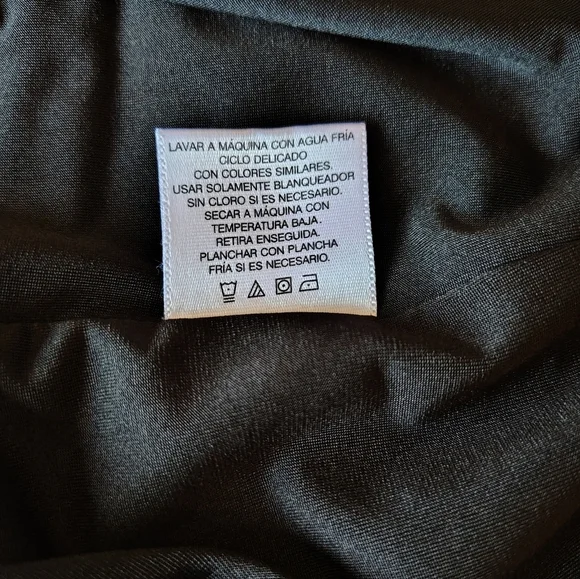 LAVAR A MÁQUINA CON AGUA FRÍA
CICLO DELICADO
CON COLORES SIMILARES.
USAR SOLAMENTE BLANQUEADOR
SIN CLORO SI ES NECESARIO.
SECAR A MÁQUINA CON
TEMPERATURA BAJA.
RETIRA ENSEGUIDA.
PLANCHAR CON PLANCHA
FRÍA SI ES NECESARIO.